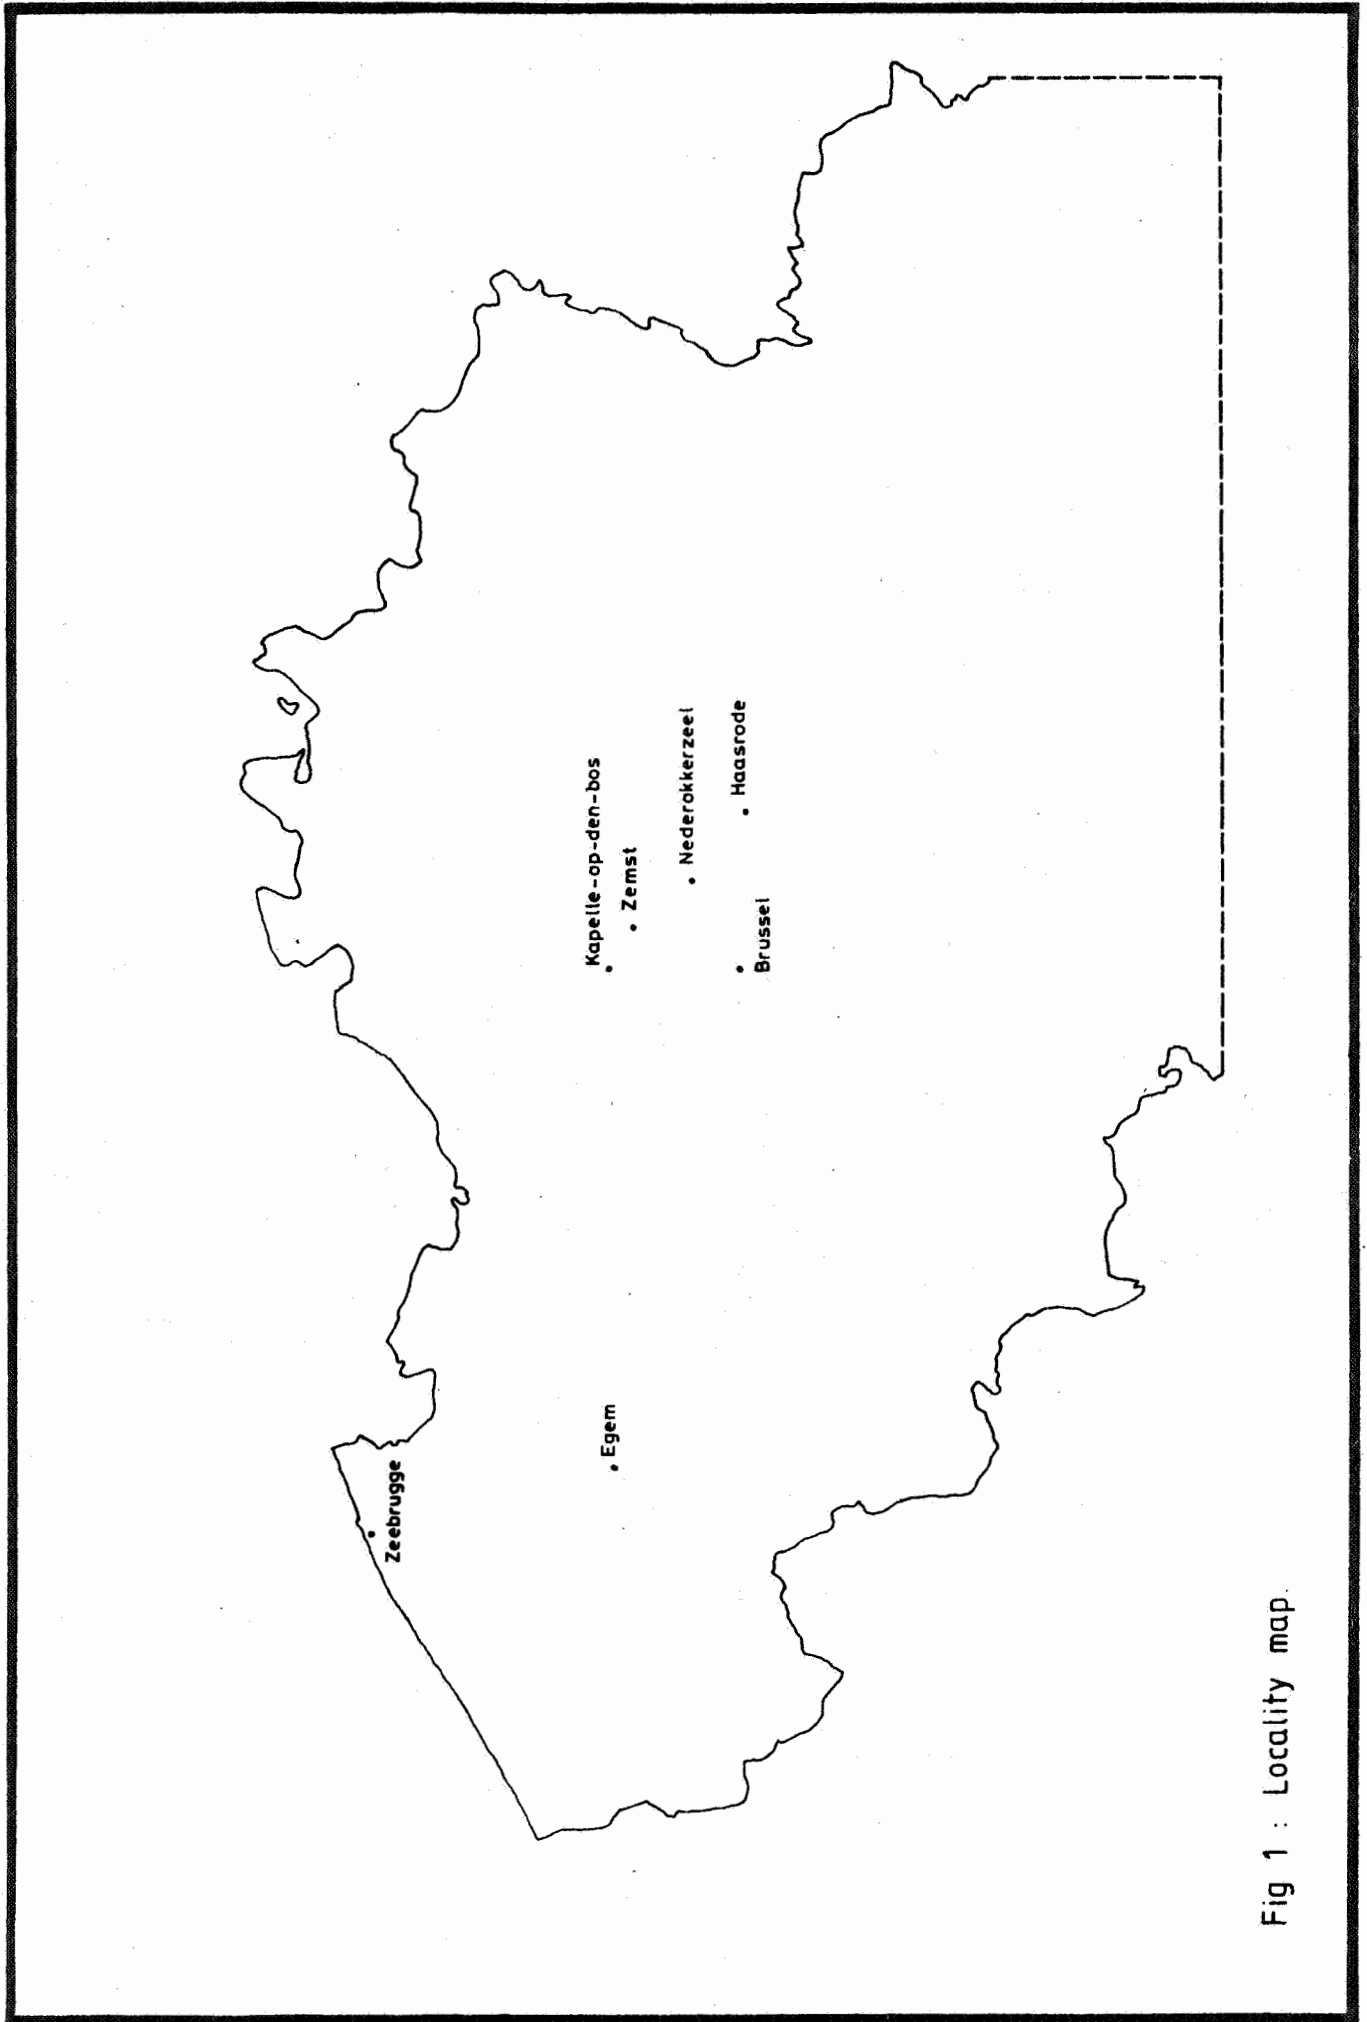 Zeebrugge
Egem
Kapelle-op-den-bos
Zemst
Nederokkerzeel
Haasrode
Brussel
Fig 1 : Locality map.